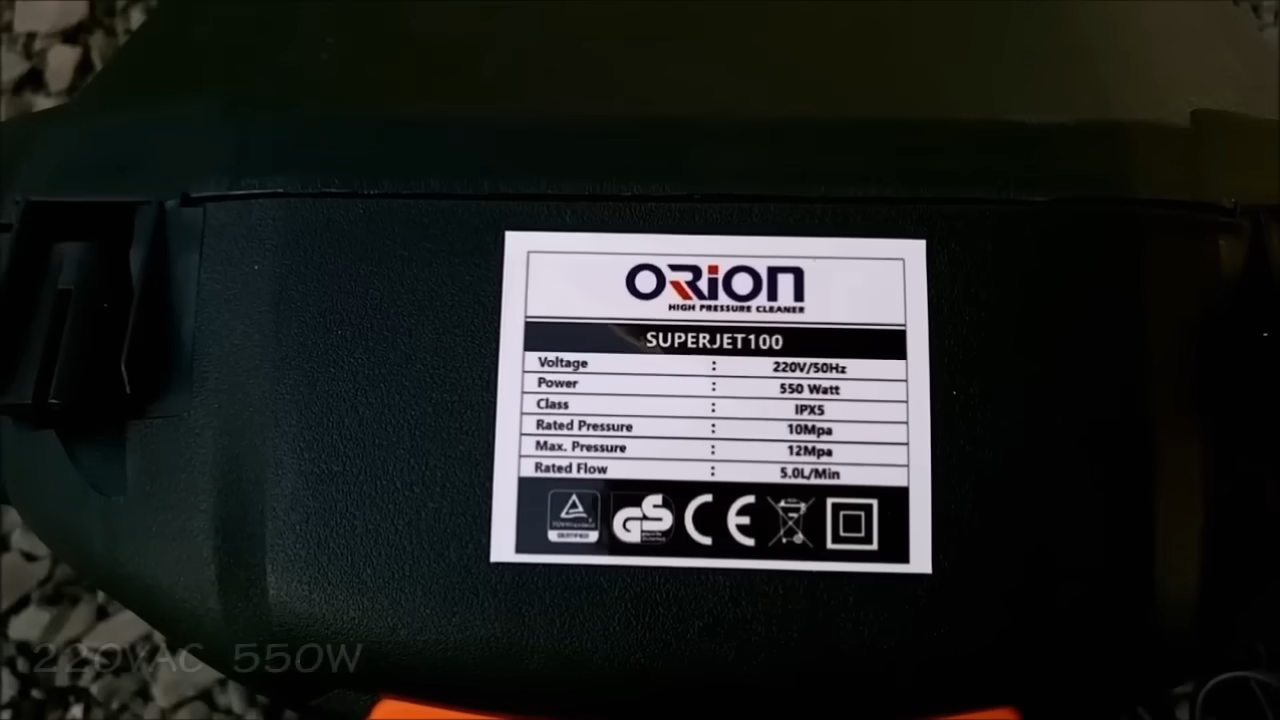 ORiON
HIGH PRESSURE CLEANER
SUPERJET100
Voltage : 220V/50Hz
Power : 550 Watt
Class : IPX5
Rated Pressure : 10Mpa
Max. Pressure : 12Mpa
Rated Flow : 5.0L/Min
GS CE
220VAC 550W